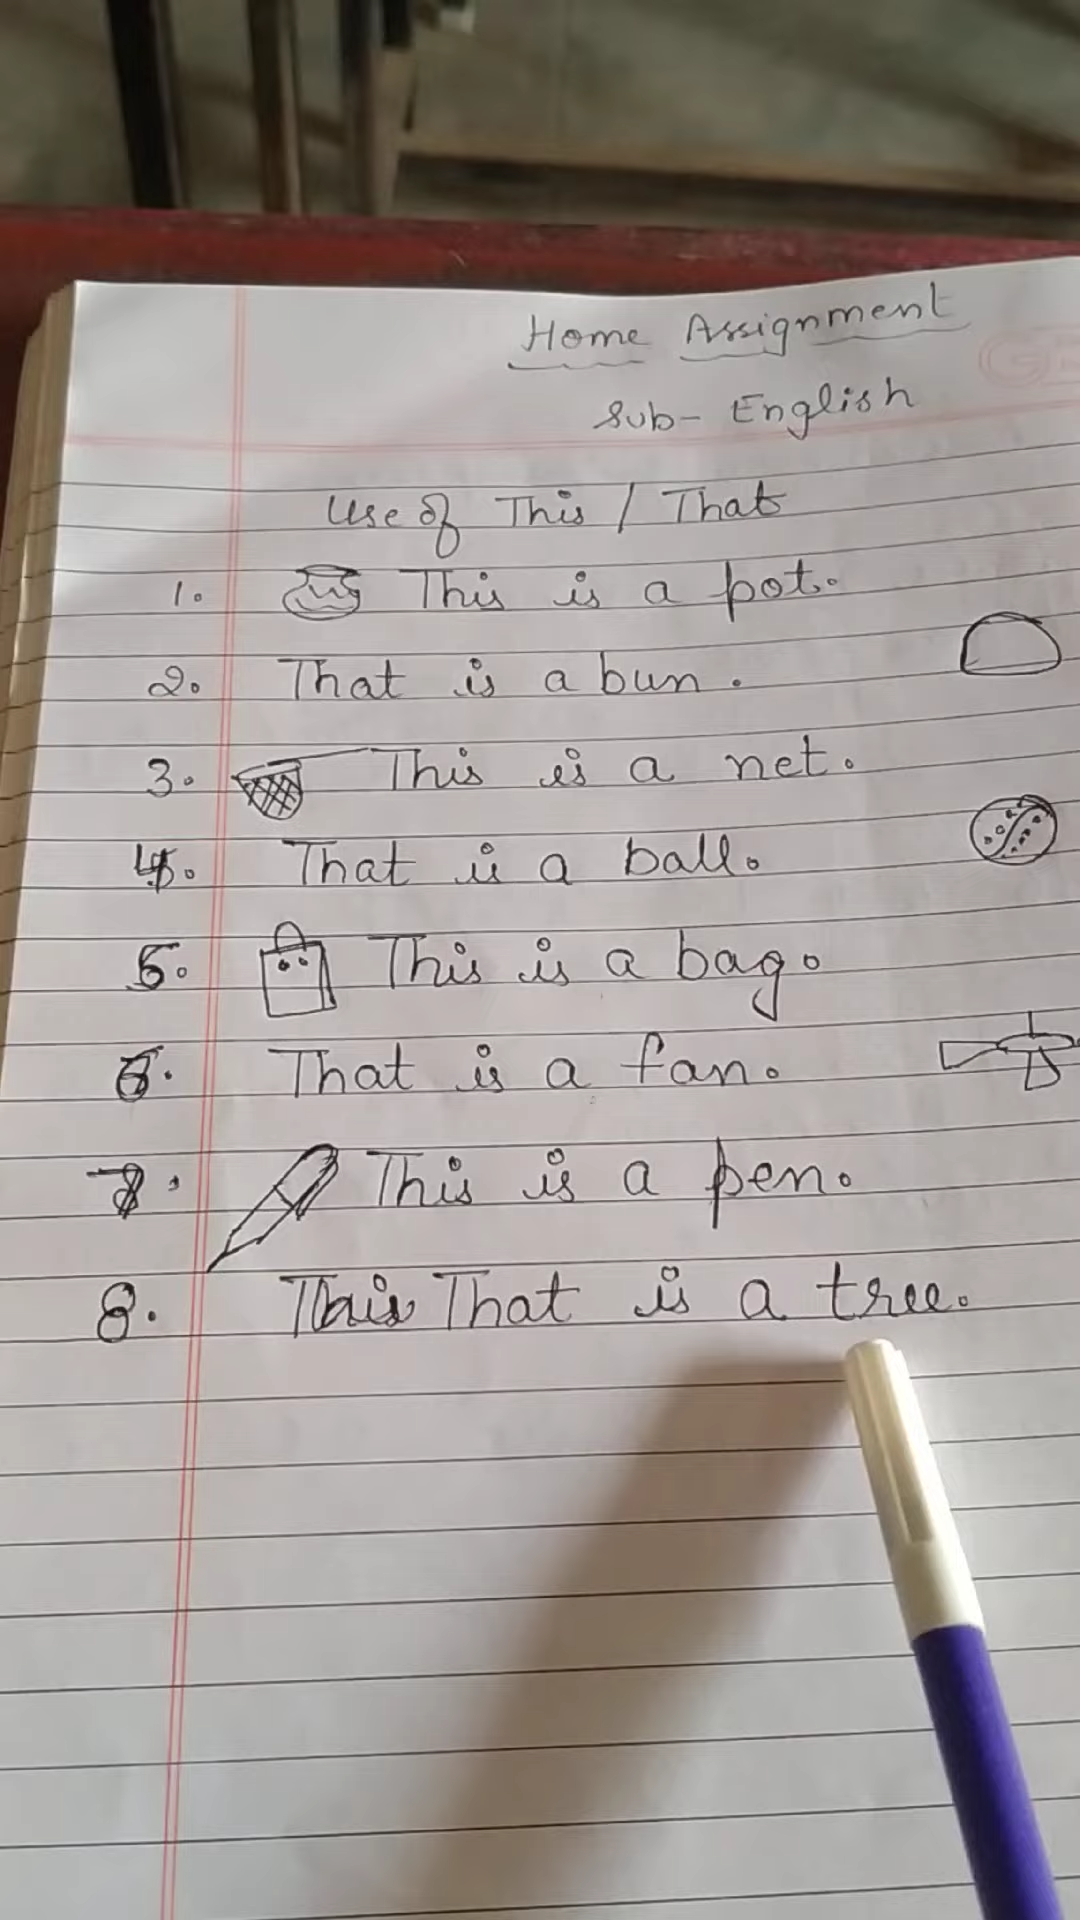 Home Assignment
Sub- English
Use of This / That
1. This is a pot.
2. That is a bun.
3. This is a net.
4. That is a ball.
5. This is a bag.
6. That is a fan.
7. This is a pen.
8. That is a tree.